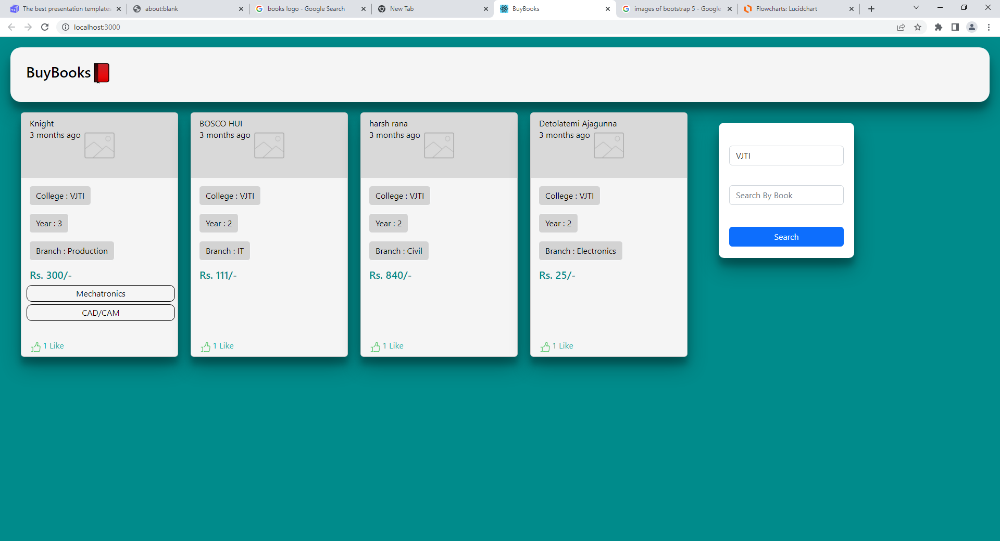 The best presentation templates
about:blank
books logo - Google Search
New Tab
BuyBooks
images of bootstrap 5 - Google
Flowcharts: Lucidchart
localhost:3000
BuyBooks
Knight
3 months ago
College : VJTI
Year : 3
Branch : Production
Rs. 300/-
Mechatronics
CAD/CAM
1 Like
BOSCO HUI
3 months ago
College : VJTI
Year : 2
Branch : IT
Rs. 111/-
1 Like
harsh rana
3 months ago
College : VJTI
Year : 2
Branch : Civil
Rs. 840/-
1 Like
Detolatemi Ajagunna
3 months ago
College : VJTI
Year : 2
Branch : Electronics
Rs. 25/-
1 Like
VJTI
Search By Book
Search